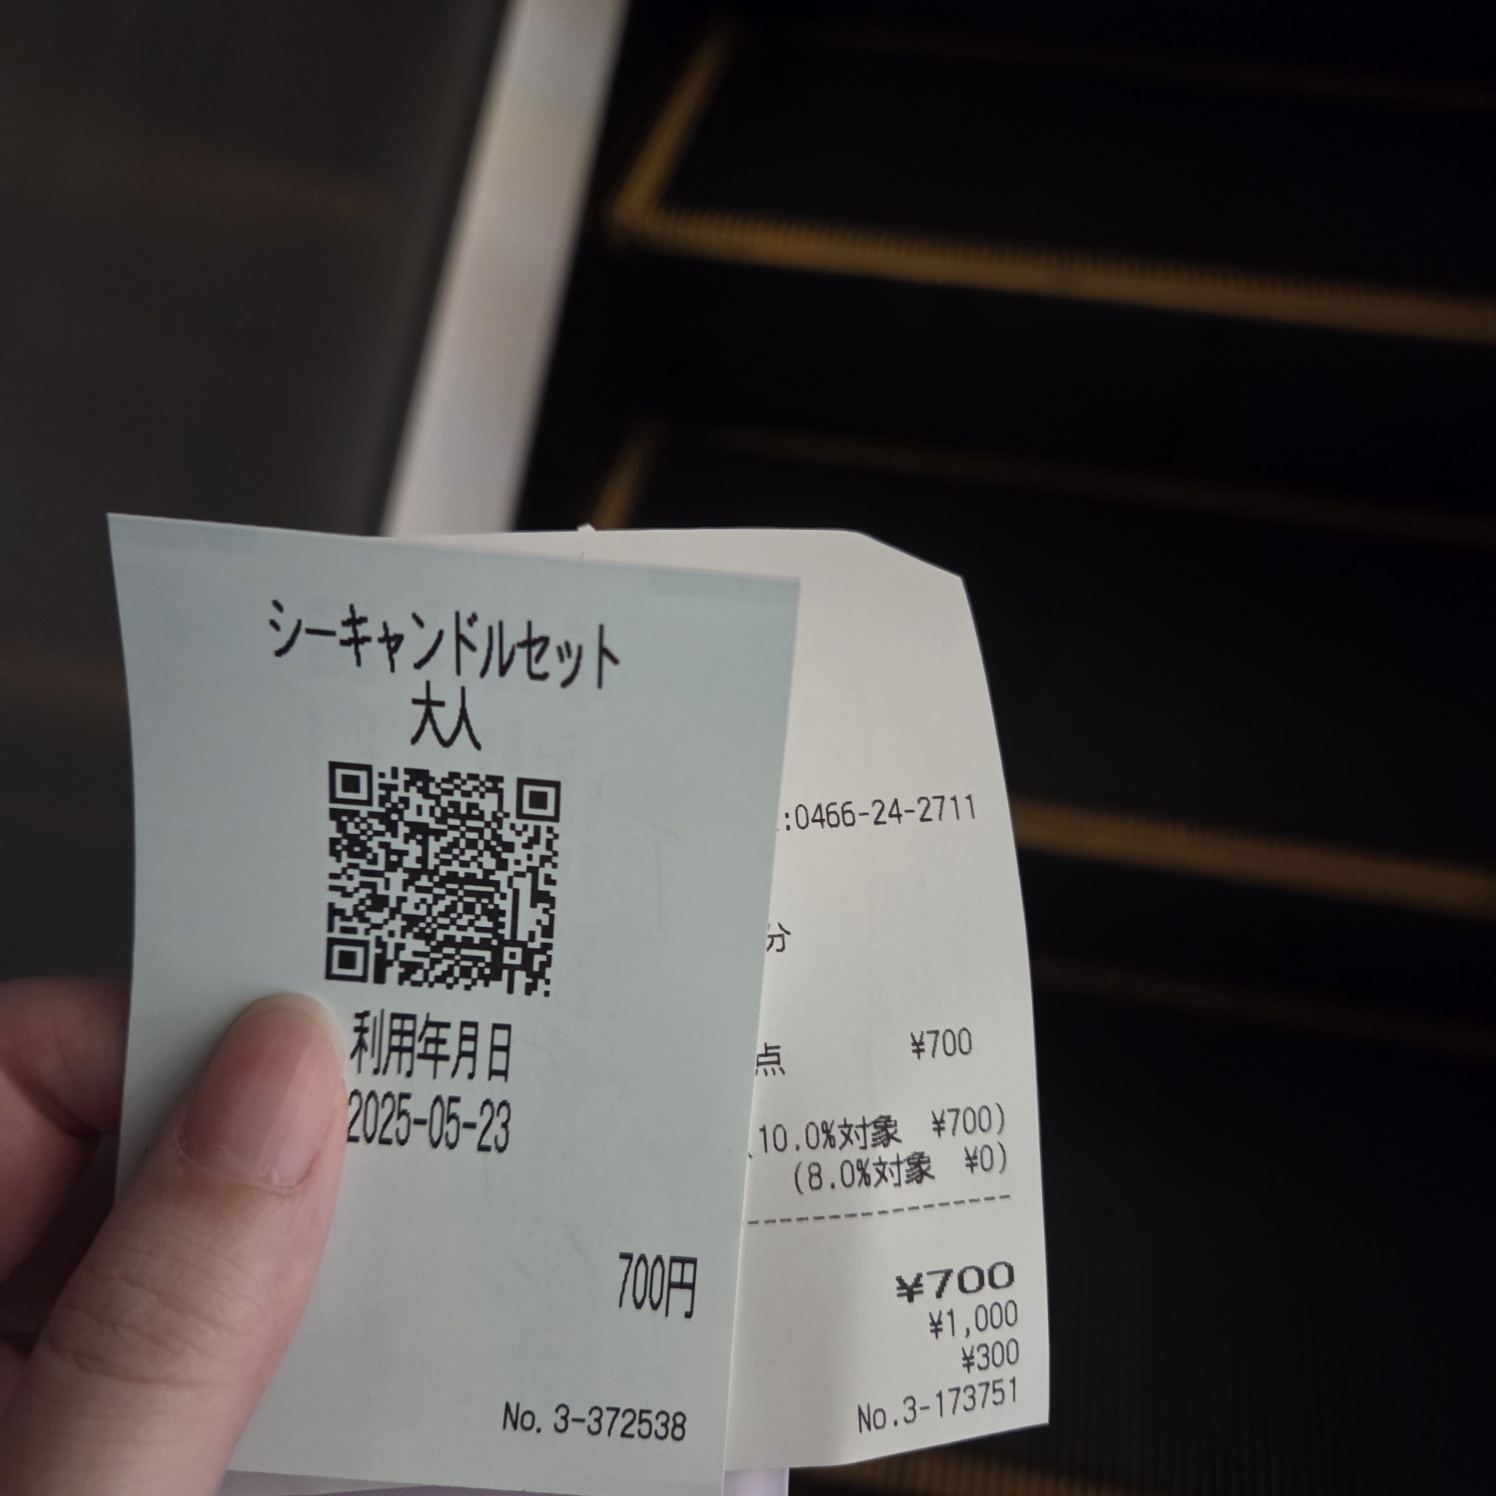 シーキャンドルセット
大人
利用年月日
2025-05-23
700円
No. 3-372538
:0466-24-2711
分
点 ¥700
10.0%対象 ¥700)
(8.0%対象 ¥0)
¥700
¥1,000
¥300
No.3-173751